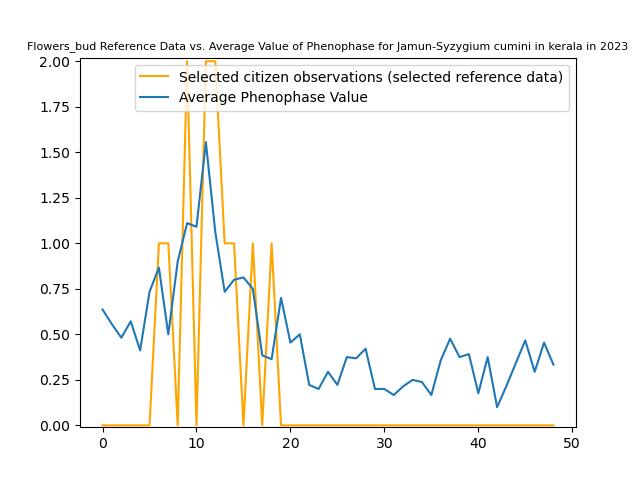 Flowers_bud Reference Data vs. Average Value of Phenophase for Jamun-Syzygium cumini in kerala in 2023
2.00
Selected citizen observations (selected reference data)
Average Phenophase Value
1.75
1.50
1.25
1.00
0.75
0.50
0.25
0.00
0 10 20 30 40 50